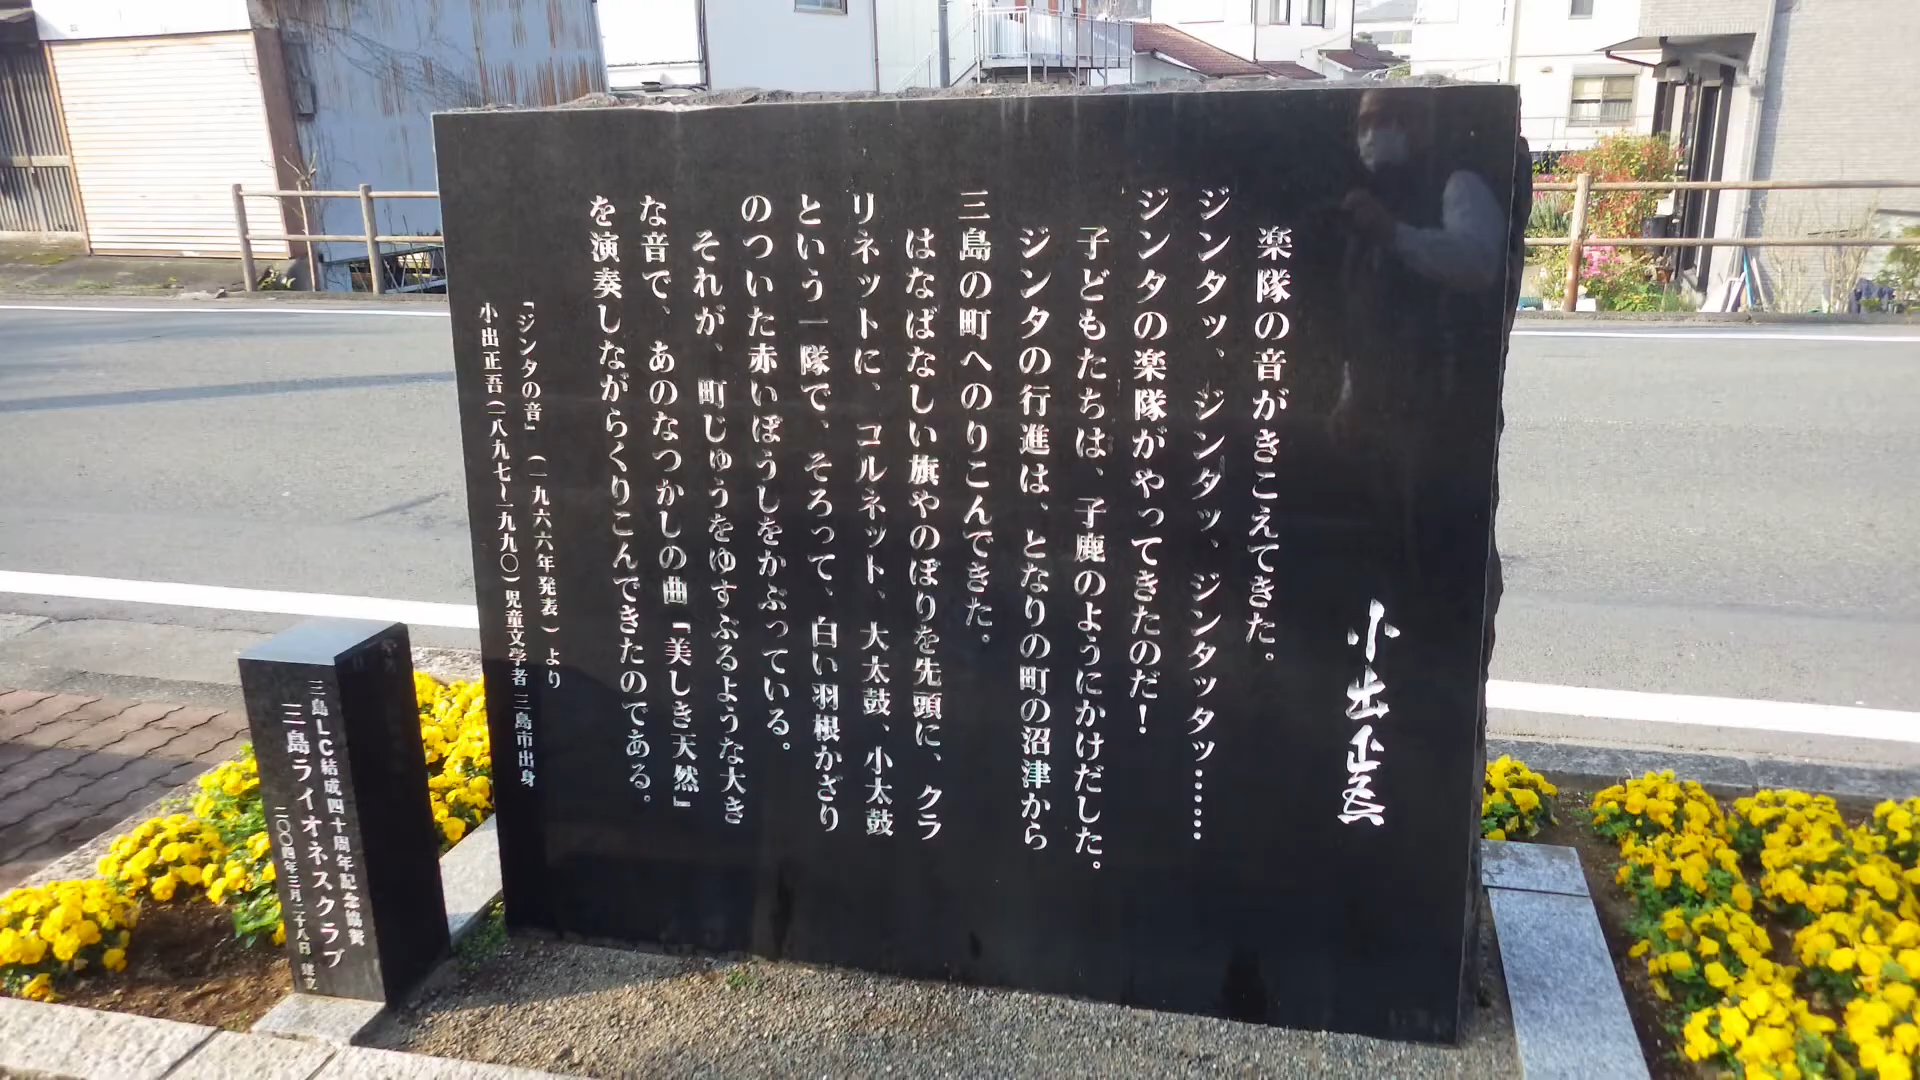 小出正吾
楽隊の音がきこえてきた。
ジンタッ、ジンタッ、ジンタッタッ……
ジンタの楽隊がやってきたのだ！
子どもたちは、子鹿のようにかけだした。
ジンタの行進は、となりの町の沼津から
三島の町へのりこんできた。
はなばなしい旗やのぼりを先頭に、クラ
リネットに、コルネット、大太鼓、小太鼓
という一隊で、そろって、白い羽根かざり
のついた赤いぼうしをかぶっている。
それが、町じゅうをゆすぶるような大き
な音で、あのなつかしの曲「美しき天然」
を演奏しながらくりこんできたのである。
「ジンタの音」（一九六六年発表）より
小出正吾（一八九七〜一九九〇）児童文学者 三島市出身
三島LC結成四十周年記念協賛
三島ライオネスクラブ
二〇〇四年三月二十八日 建立